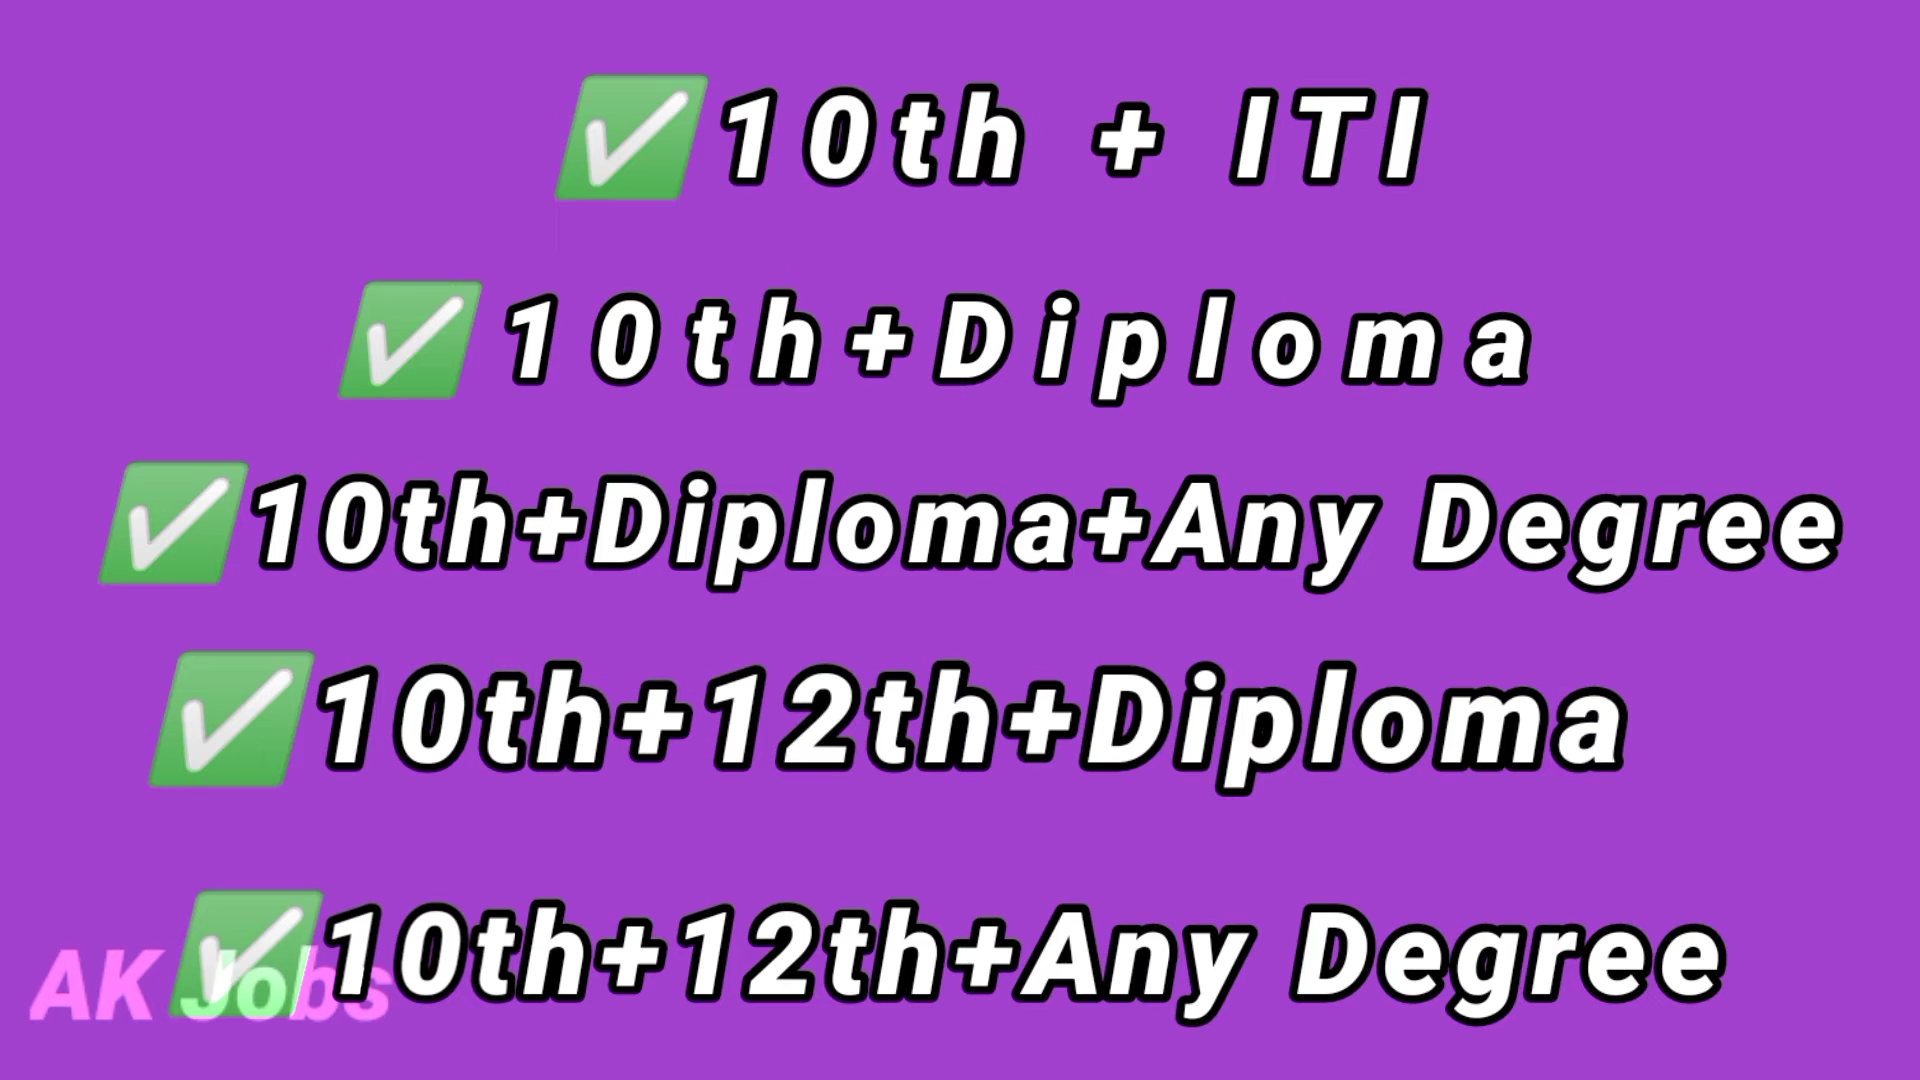 ✅10th + ITI
✅10th+Diploma
✅10th+Diploma+Any Degree
✅10th+12th+Diploma
✅10th+12th+Any Degree
AK Jobs